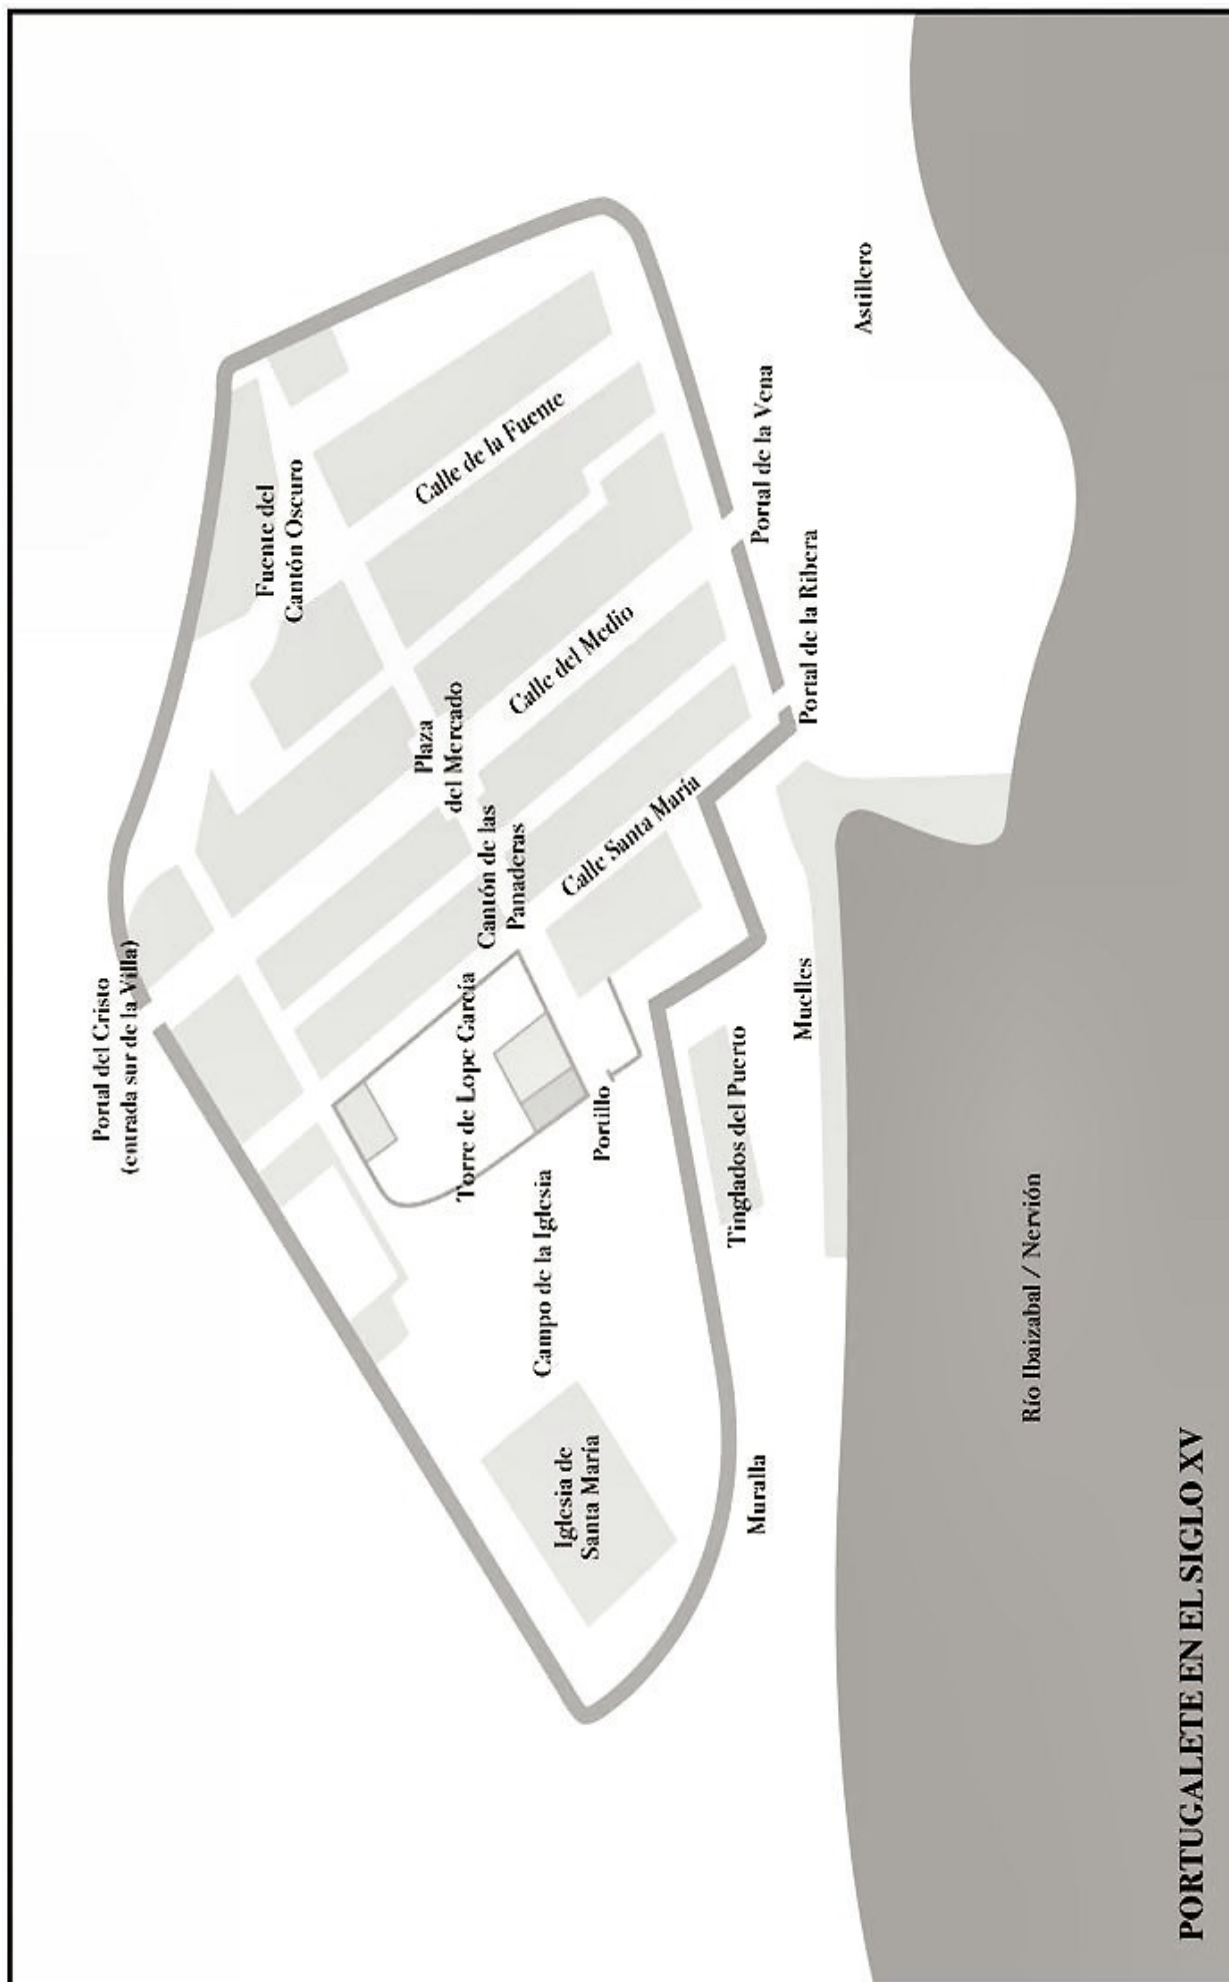 Portal del Cristo
(entrada sur de la Villa)
Fuente del
Cantón Oscuro
Calle de la Fuente
Plaza
del Mercado
Calle del Medio
Cantón de las
Panaderas
Calle Santa María
Torre de Lope García
Portillo
Campo de la Iglesia
Iglesia de
Santa María
Portal de la Vena
Portal de la Ribera
Astillero
Muelles
Tinglados del Puerto
Muralla
Río Ibaizabal / Nervión
PORTUGALETE EN EL SIGLO XV